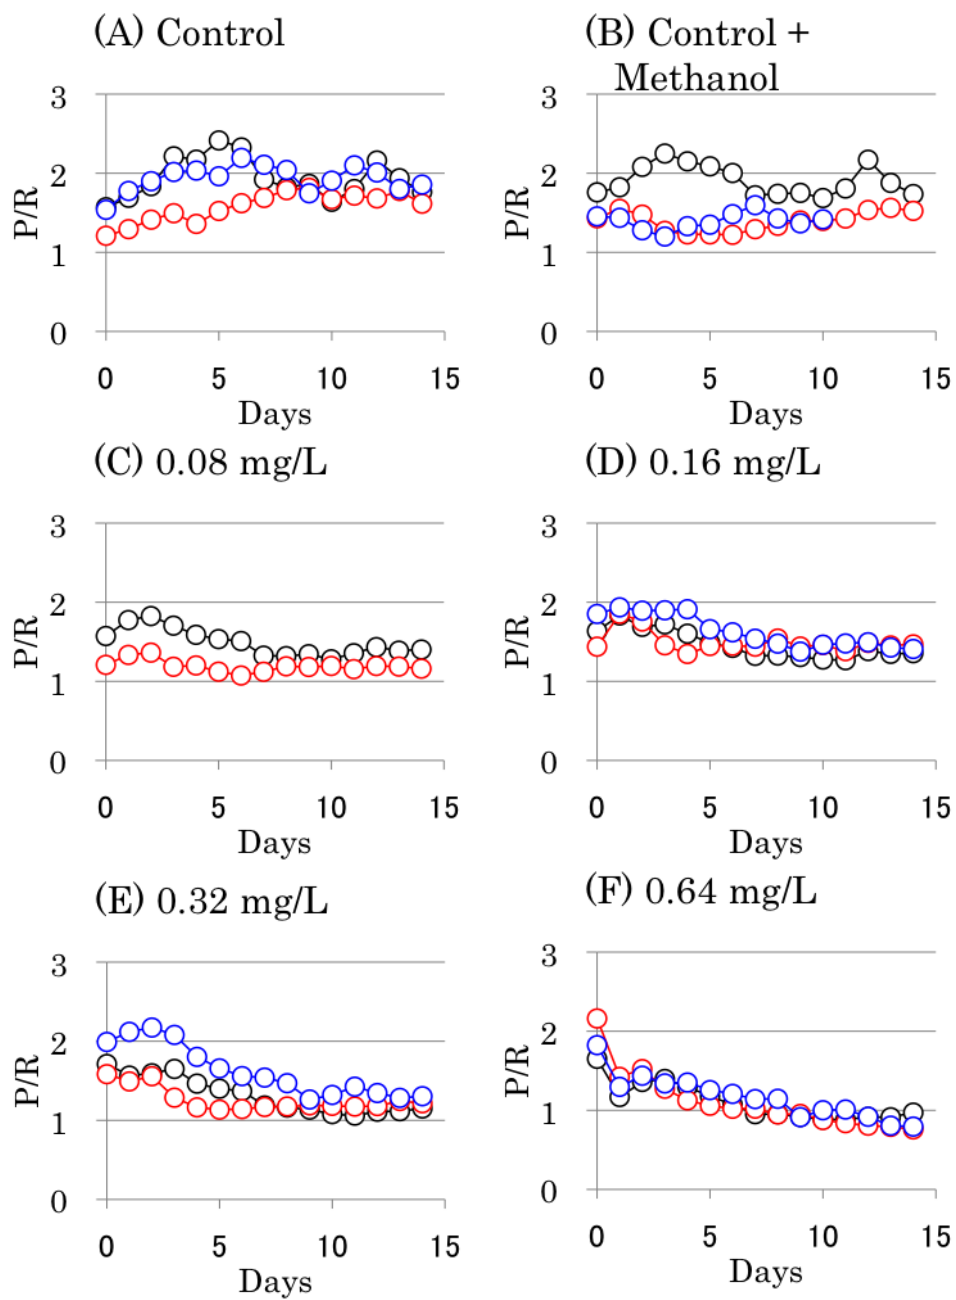 (A) Control
3
2
1
0
P/R
0 5 10 15
Days
(B) Control +
Methanol
3
2
1
0
P/R
0 5 10 15
Days
(C) 0.08 mg/L
3
2
1
0
P/R
0 5 10 15
Days
(D) 0.16 mg/L
3
2
1
0
P/R
0 5 10 15
Days
(E) 0.32 mg/L
3
2
1
0
P/R
0 5 10 15
Days
(F) 0.64 mg/L
3
2
1
0
P/R
0 5 10 15
Days